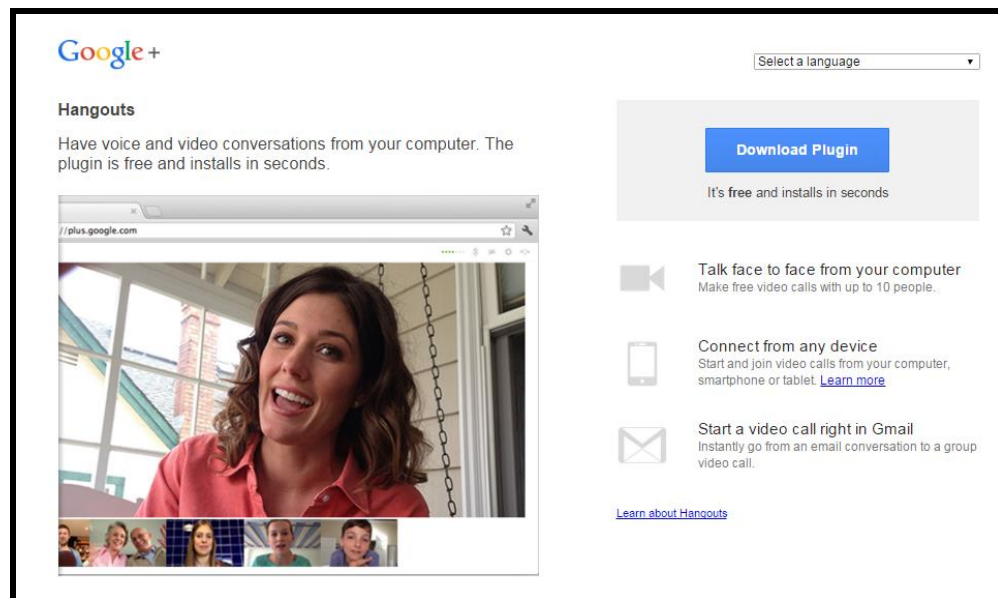 Google+
Select a language
Hangouts
Have voice and video conversations from your computer. The
plugin is free and installs in seconds.
//plus.google.com
Download Plugin
It's free and installs in seconds
Talk face to face from your computer
Make free video calls with up to 10 people.
Connect from any device
Start and join video calls from your computer,
smartphone or tablet. Learn more
Start a video call right in Gmail
Instantly go from an email conversation to a group
video call.
Learn about Hangouts